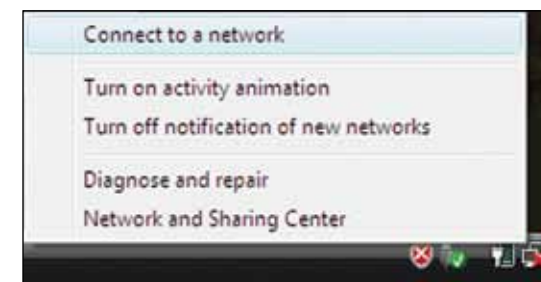 Connect to a network
Turn on activity animation
Turn off notification of new networks
Diagnose and repair
Network and Sharing Center